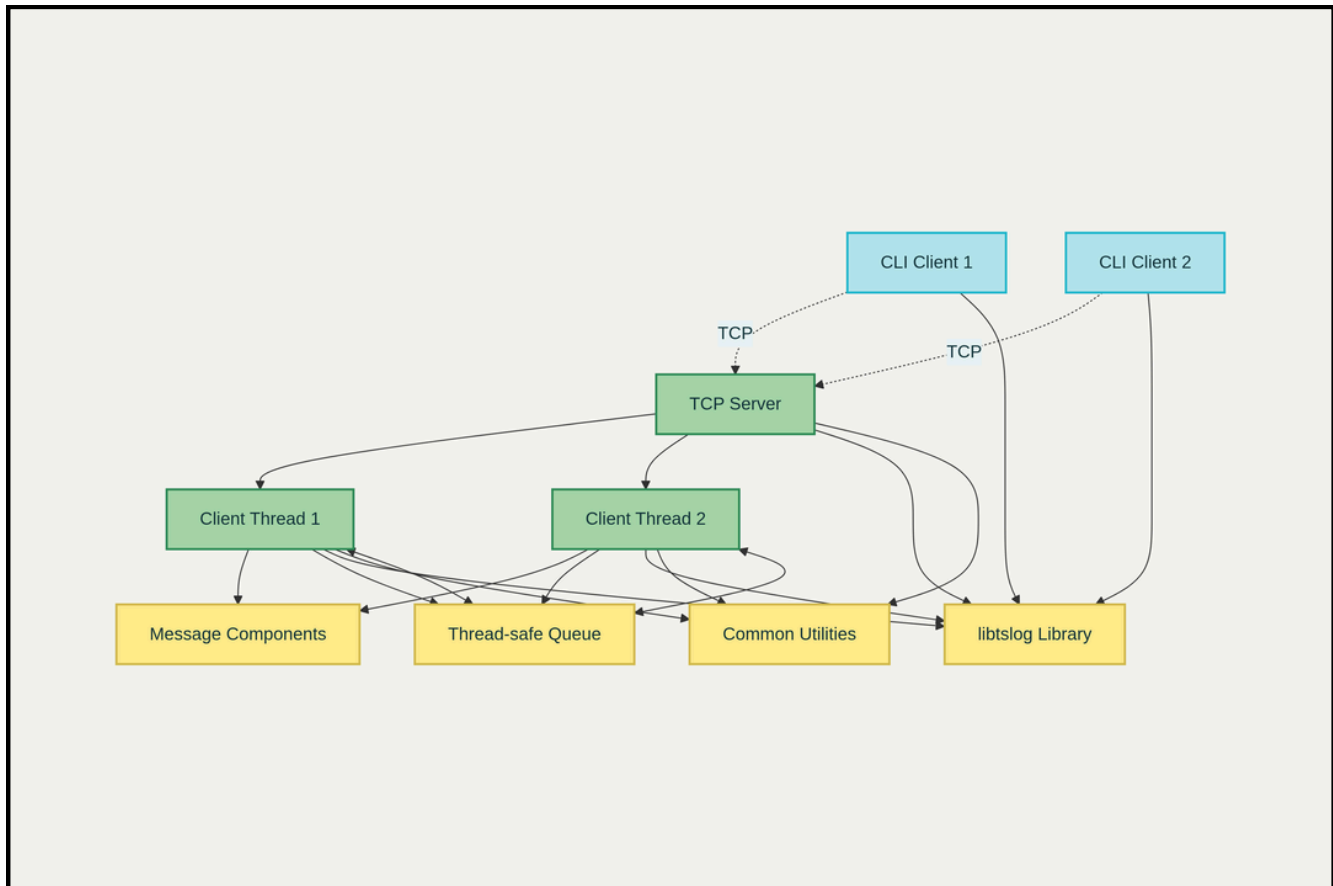 CLI Client 1
CLI Client 2
TCP
TCP
TCP Server
Client Thread 1
Client Thread 2
Message Components
Thread-safe Queue
Common Utilities
libtslog Library